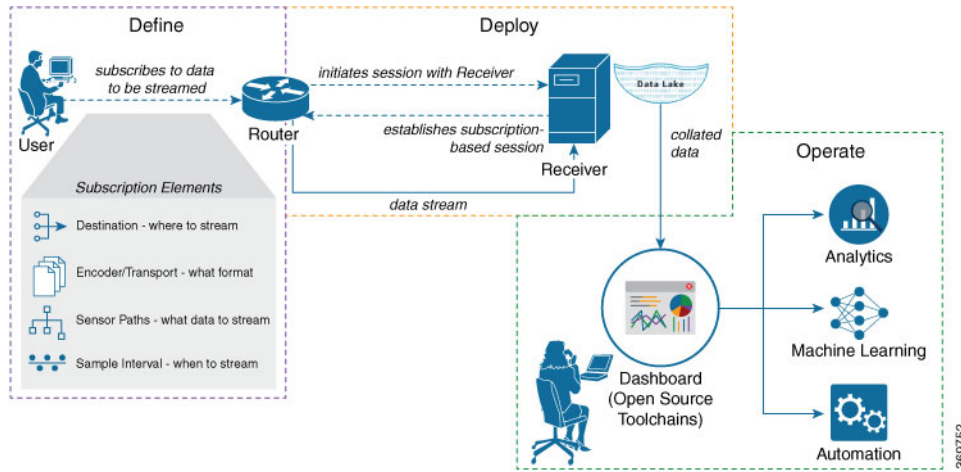 Define
subscribes to data
to be streamed
User
Router
Subscription Elements
Destination - where to stream
Encoder/Transport - what format
Sensor Paths - what data to stream
Sample Interval - when to stream
Deploy
initiates session with Receiver
establishes subscription-
based session
Receiver
data stream
Data Lake
collated
data
Operate
Dashboard
(Open Source
Toolchains)
Analytics
Machine Learning
Automation